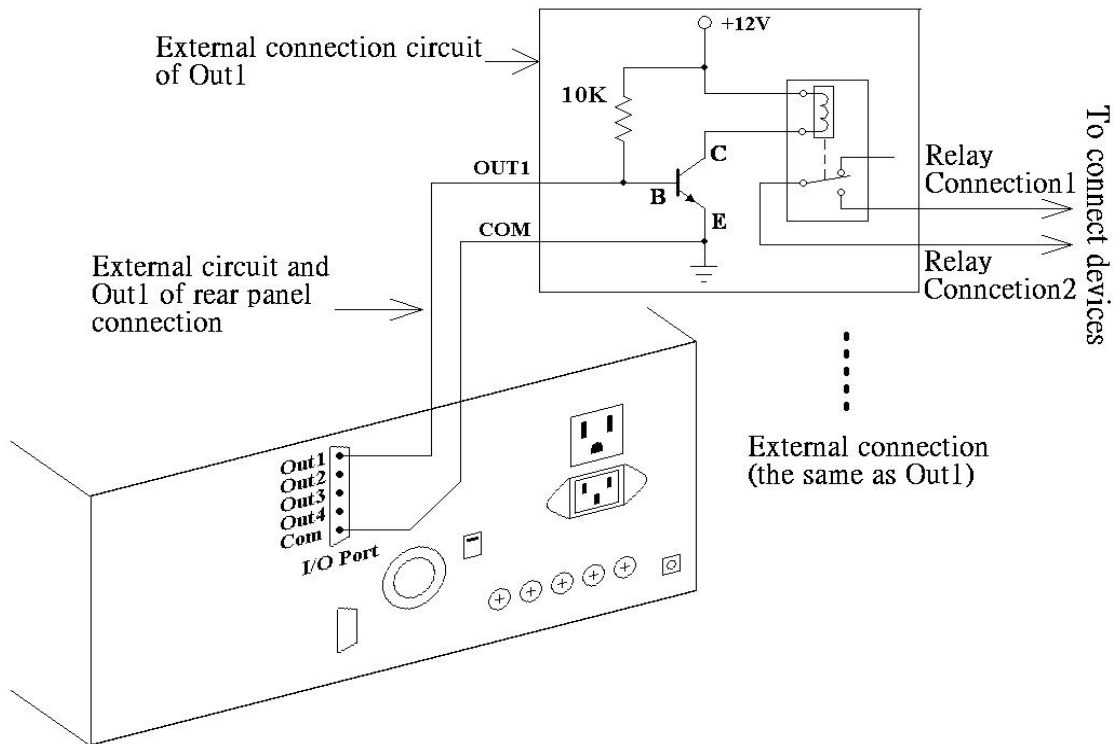 External connection circuit
of Out1
+12V
10K
C
OUT1
B
E
COM
Relay
Connection1
Relay
Conncetion2
To connect devices
External circuit and
Out1 of rear panel
connection
External connection
(the same as Out1)
Out1
Out2
Out3
Out4
Com
I/O Port